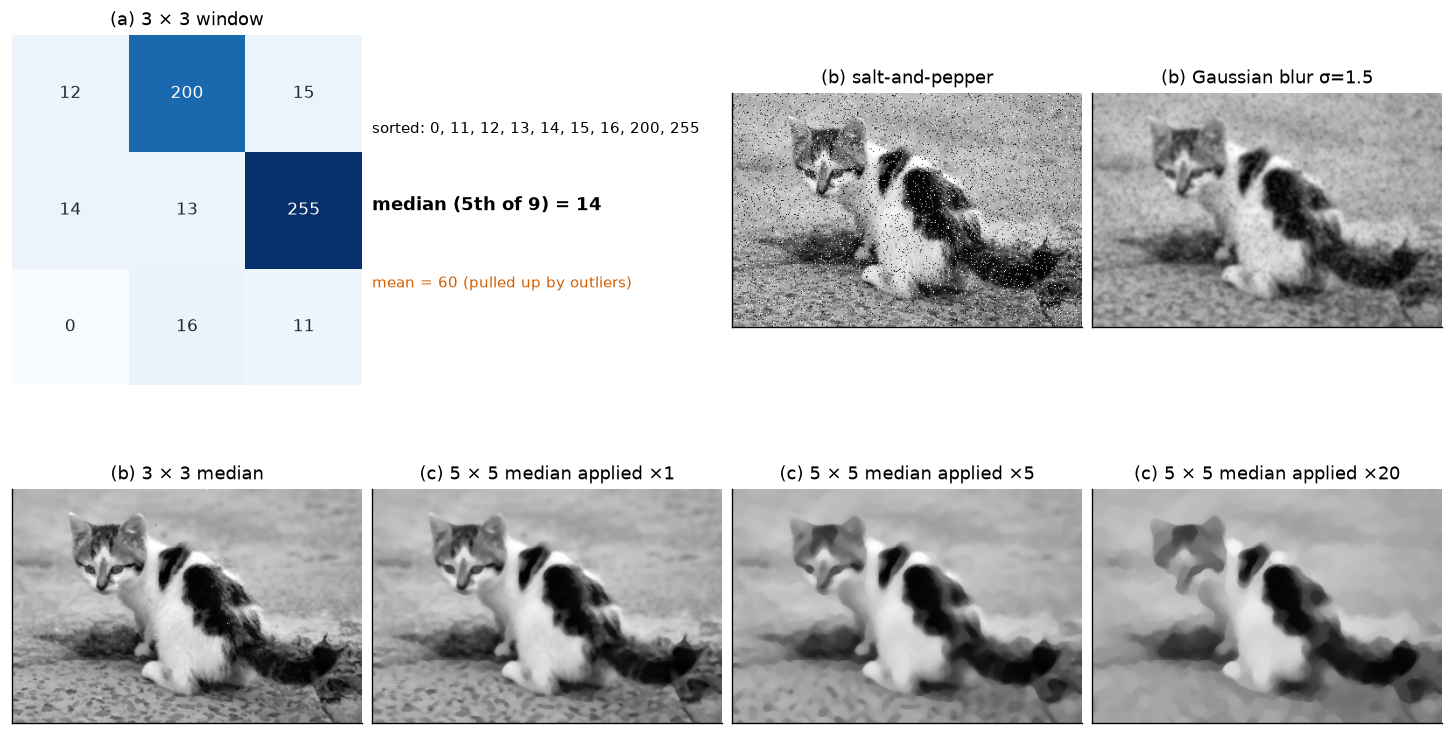 (a) 3 × 3 window
12 200 15
14 13 255
0 16 11
sorted: 0, 11, 12, 13, 14, 15, 16, 200, 255
median (5th of 9) = 14
mean = 60 (pulled up by outliers)
(b) salt-and-pepper
(b) Gaussian blur σ=1.5
(b) 3 × 3 median
(c) 5 × 5 median applied ×1
(c) 5 × 5 median applied ×5
(c) 5 × 5 median applied ×20